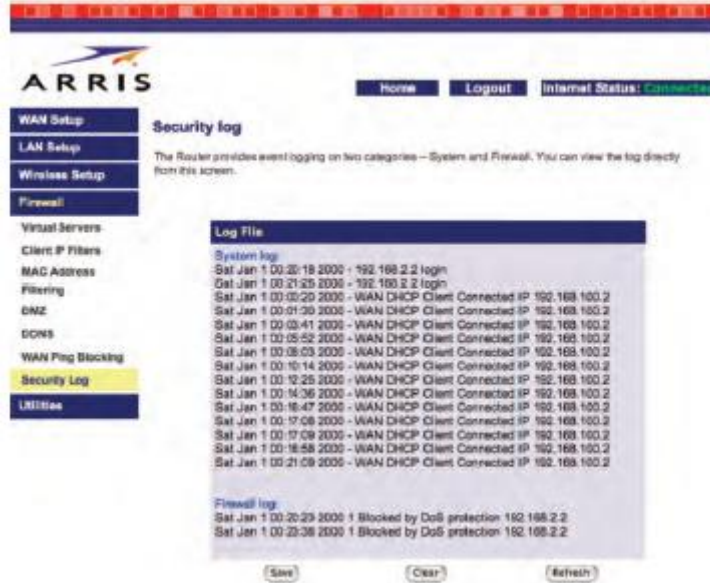 ARRIS
Home
Logout
Internet Status: Connected
WAN Setup
LAN Setup
Wireless Setup
Firewall
Virtual Servers
Client IP Filters
MAC Address
Filtering
DMZ
DDNS
WAN Ping Blocking
Security Log
Utilities
Security log
The Router provides event logging on two categories – System and Firewall. You can view the log directly
from this screen.
Log File
System log:
Sat Jan 1 00:20:18 2000 - 192.168.2.2 login
Sat Jan 1 00:21:25 2000 - 192.168.2.2 login
Sat Jan 1 00:00:20 2000 - WAN DHCP Client Connected IP 192.168.100.2
Sat Jan 1 00:01:30 2000 - WAN DHCP Client Connected IP 192.168.100.2
Sat Jan 1 00:03:41 2000 - WAN DHCP Client Connected IP 192.168.100.2
Sat Jan 1 00:05:52 2000 - WAN DHCP Client Connected IP 192.168.100.2
Sat Jan 1 00:08:03 2000 - WAN DHCP Client Connected IP 192.168.100.2
Sat Jan 1 00:10:14 2000 - WAN DHCP Client Connected IP 192.168.100.2
Sat Jan 1 00:12:25 2000 - WAN DHCP Client Connected IP 192.168.100.2
Sat Jan 1 00:14:36 2000 - WAN DHCP Client Connected IP 192.168.100.2
Sat Jan 1 00:16:47 2000 - WAN DHCP Client Connected IP 192.168.100.2
Sat Jan 1 00:17:08 2000 - WAN DHCP Client Connected IP 192.168.100.2
Sat Jan 1 00:17:09 2000 - WAN DHCP Client Connected IP 192.168.100.2
Sat Jan 1 00:18:58 2000 - WAN DHCP Client Connected IP 192.168.100.2
Sat Jan 1 00:21:09 2000 - WAN DHCP Client Connected IP 192.168.100.2
Firewall log:
Sat Jan 1 00:20:23 2000 1 Blocked by DoS protection 192.168.2.2
Sat Jan 1 00:23:38 2000 1 Blocked by DoS protection 192.168.2.2
Save
Clear
Refresh